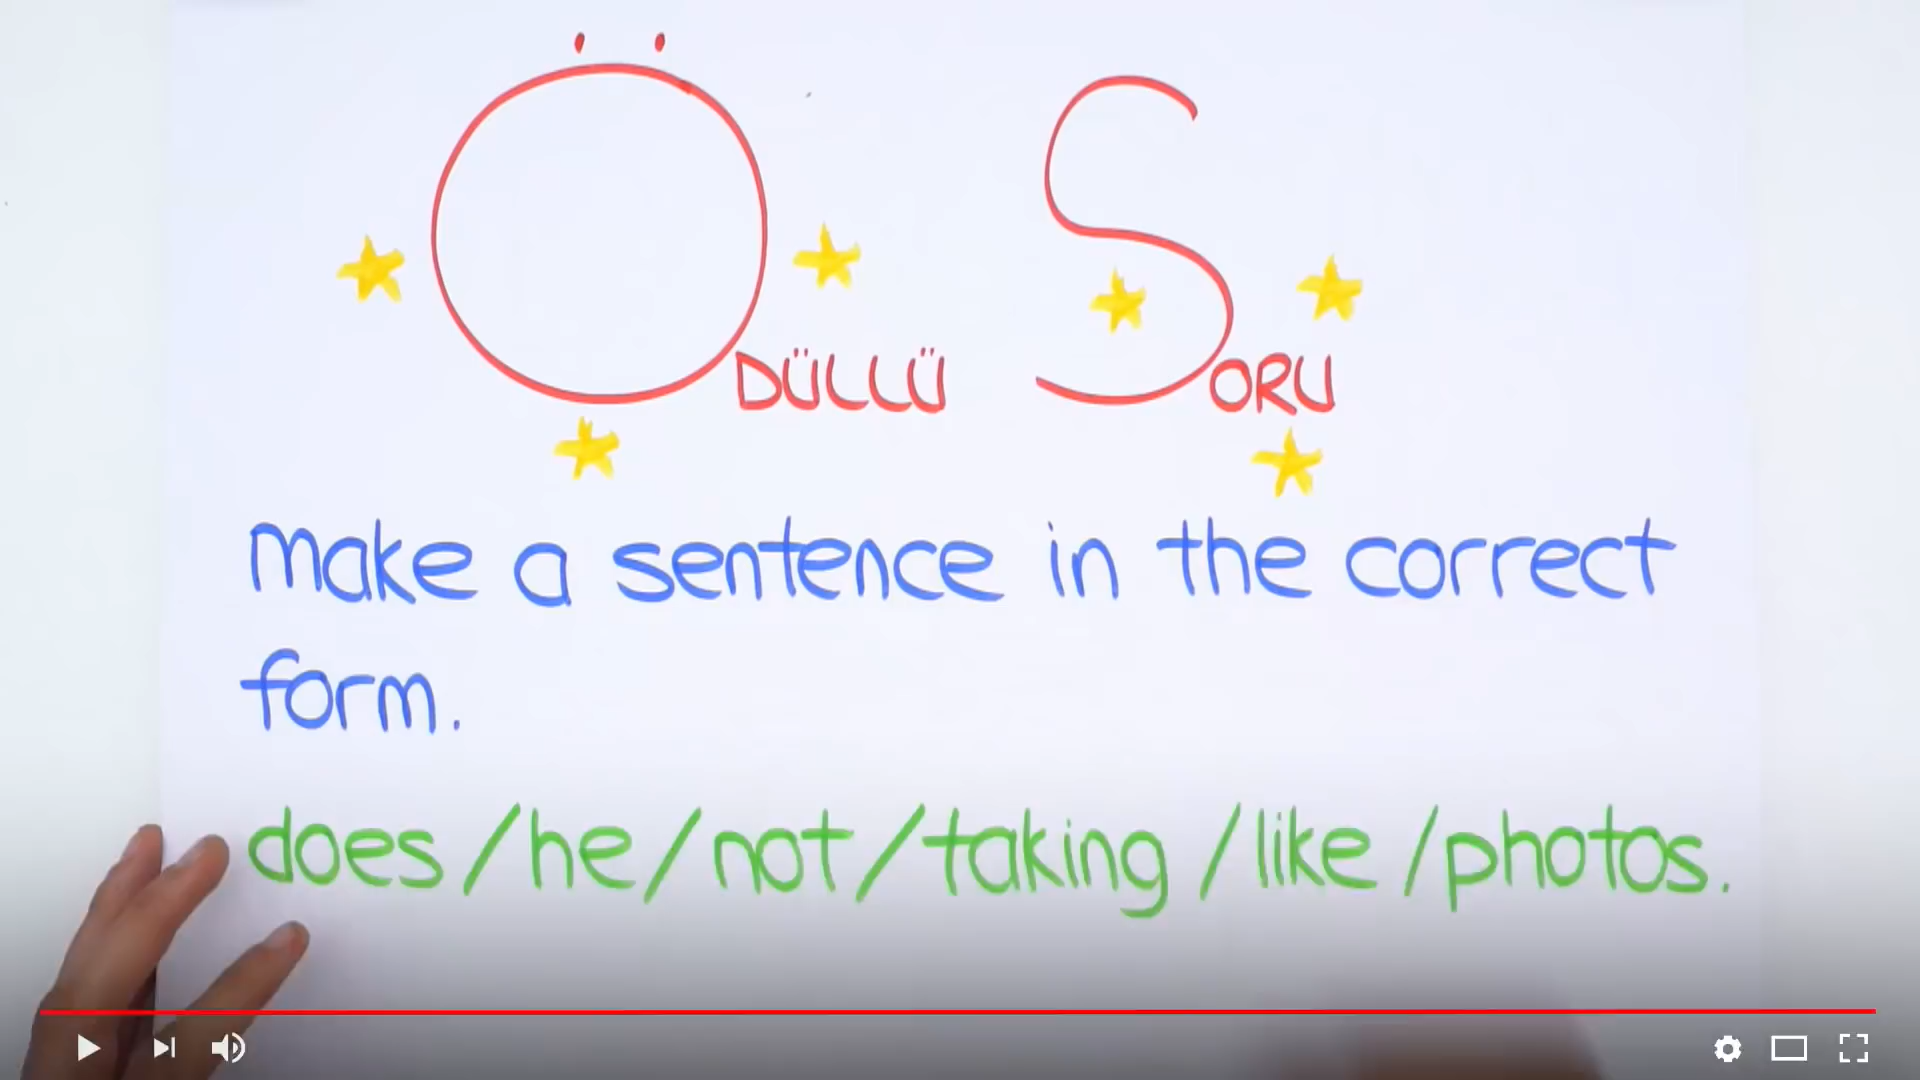 ÖDÜLLÜ SORU
make a sentence in the correct
form.
does/he/not/taking/like/photos.